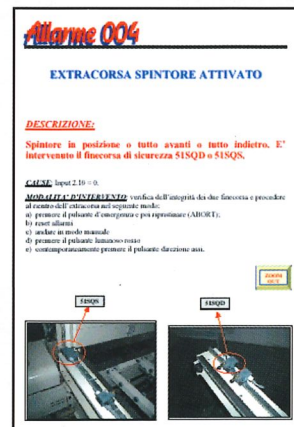 Allarme 004
EXTRACORSA SPINTORE ATTIVATO
DESCRIZIONE:
Spintore in posizione o tutto avanti o tutto indietro. E'
intervenuto il finecorsa di sicurezza 51SQD o 51SQS.
CAUSE: Input 2.10 = 0.
MODALITA' D'INTERVENTO: verifica dell'integrità dei due finecorsa e procedere
al rientro dell'extracorsa nel seguente modo:
a) premere il pulsante d'emergenza e poi ripristinare (ABORT);
b) reset allarmi
c) andare in modo manuale
d) premere il pulsante luminoso rosso
e) contemporaneamente premere il pulsante direzione assi.
ZOOM
OUT
51SQS
51SQD